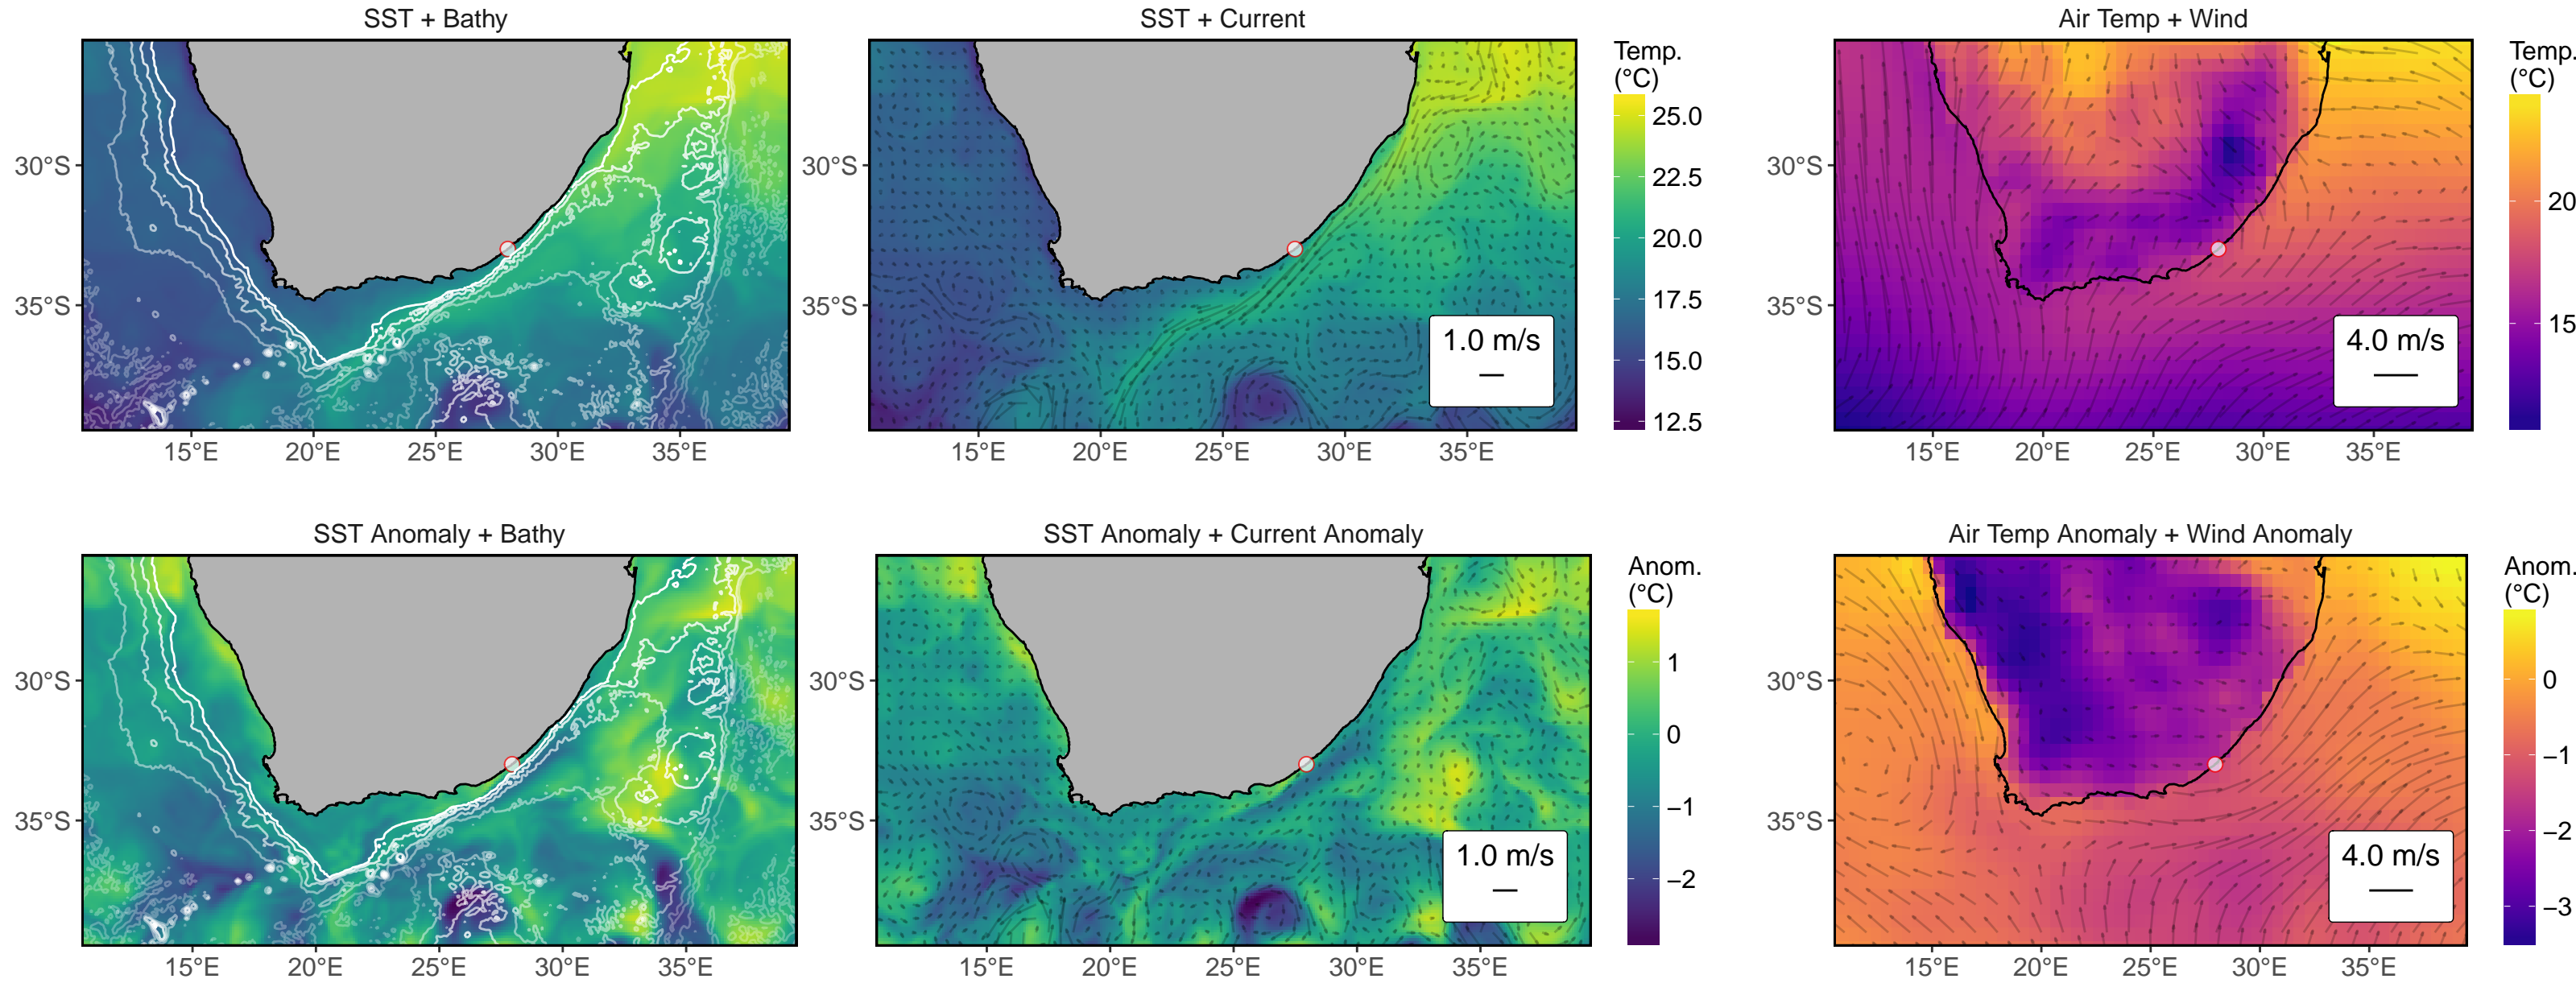 SST + Bathy
30°S
35°S
15°E 20°E 25°E 30°E 35°E
SST + Current
30°S
35°S
15°E 20°E 25°E 30°E 35°E
1.0 m/s
Temp.
(°C)
25.0
22.5
20.0
17.5
15.0
12.5
Air Temp + Wind
30°S
35°S
15°E 20°E 25°E 30°E 35°E
4.0 m/s
Temp.
(°C)
20
15
SST Anomaly + Bathy
30°S
35°S
15°E 20°E 25°E 30°E 35°E
SST Anomaly + Current Anomaly
30°S
35°S
15°E 20°E 25°E 30°E 35°E
1.0 m/s
Anom.
(°C)
1
0
−1
−2
Air Temp Anomaly + Wind Anomaly
30°S
35°S
15°E 20°E 25°E 30°E 35°E
4.0 m/s
Anom.
(°C)
0
−1
−2
−3